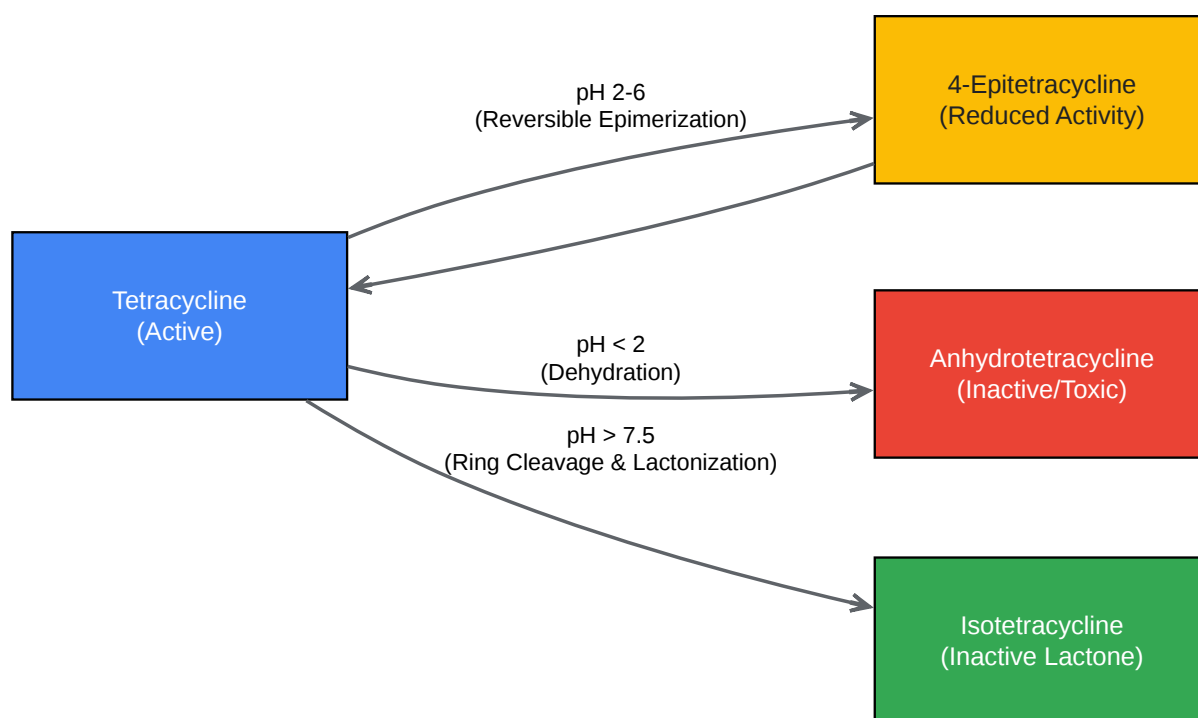 pH 2-6
(Reversible Epimerization)
4-Epitetracycline
(Reduced Activity)
Tetracycline
(Active)
pH < 2
(Dehydration)
Anhydrotetracycline
(Inactive/Toxic)
pH > 7.5
(Ring Cleavage & Lactonization)
Isotetracycline
(Inactive Lactone)